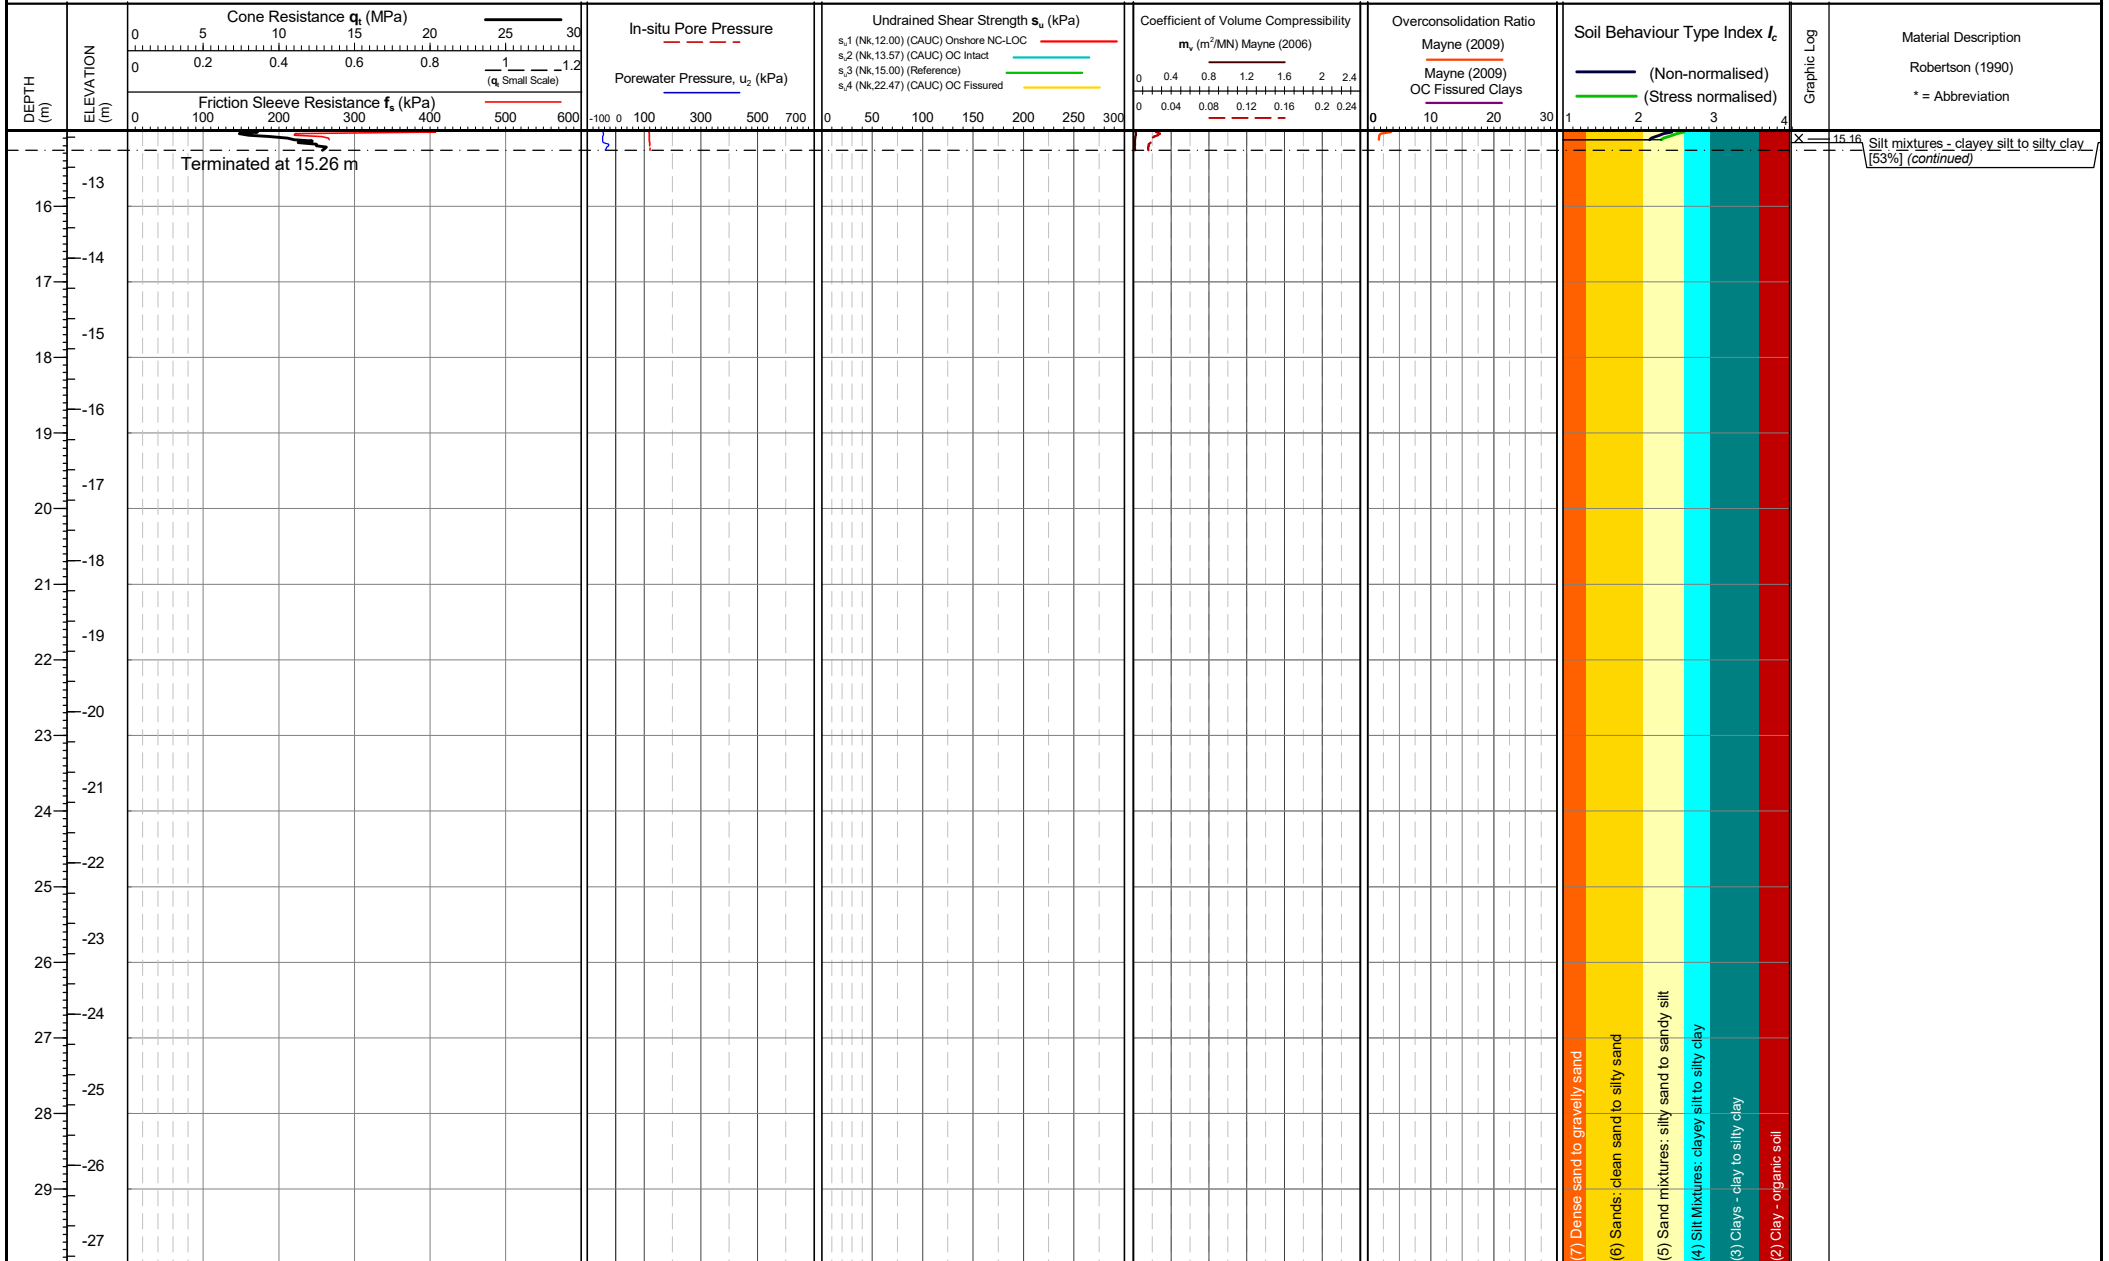 DEPTH (m)
ELEVATION (m)
Cone Resistance qt (MPa)
0 5 10 15 20 25 30
0 0.2 0.4 0.6 0.8 1 1.2
(qt Small Scale)
Friction Sleeve Resistance fs (kPa)
0 100 200 300 400 500 600
In-situ Pore Pressure
Porewater Pressure, u2 (kPa)
-100 0 100 300 500 700
Undrained Shear Strength su (kPa)
su1 (Nk,12.00) (CAUC) Onshore NC-LOC
su2 (Nk,13.57) (CAUC) OC Intact
su3 (Nk,15.00) (Reference)
su4 (Nk,22.47) (CAUC) OC Fissured
0 50 100 150 200 250 300
Coefficient of Volume Compressibility
mv (m²/MN) Mayne (2006)
0 0.4 0.8 1.2 1.6 2 2.4
0 0.04 0.08 0.12 0.16 0.2 0.24
Overconsolidation Ratio
Mayne (2009)
Mayne (2009)
OC Fissured Clays
0 10 20 30
Soil Behaviour Type Index Ic
(Non-normalised)
(Stress normalised)
1 2 3 4
Graphic Log
Material Description
Robertson (1990)
* = Abbreviation
15.16
Silt mixtures - clayey silt to silty clay
[53%] (continued)
Terminated at 15.26 m
-13
16
-14
17
-15
18
-16
19
-17
20
-18
21
-19
22
-20
23
-21
24
-22
25
-23
26
-24
27
-25
28
-26
29
-27
(7) Dense sand to gravelly sand
(6) Sands: clean sand to silty sand
(5) Sand mixtures: silty sand to sandy silt
(4) Silt Mixtures: clayey silt to silty clay
(3) Clays - clay to silty clay
(2) Clay - organic soil